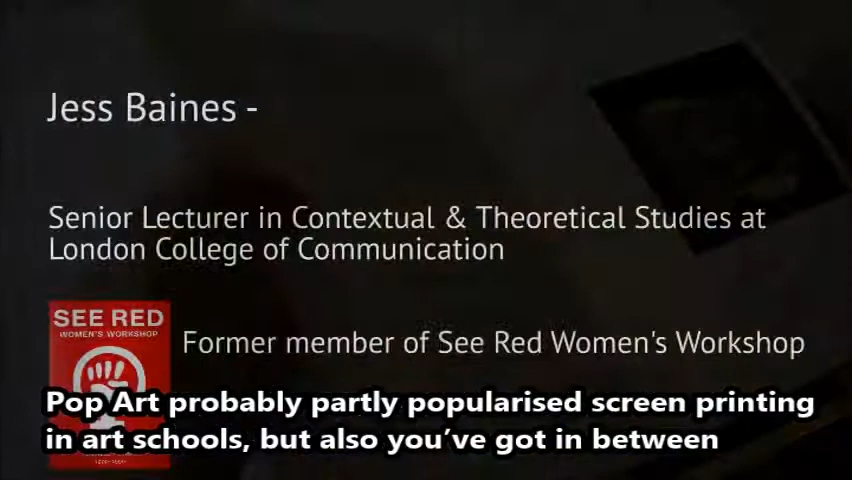 Jess Baines -
Senior Lecturer in Contextual & Theoretical Studies at
London College of Communication
SEE RED
WOMEN'S WORKSHOP
Former member of See Red Women's Workshop
Pop Art probably partly popularised screen printing
in art schools, but also you’ve got in between